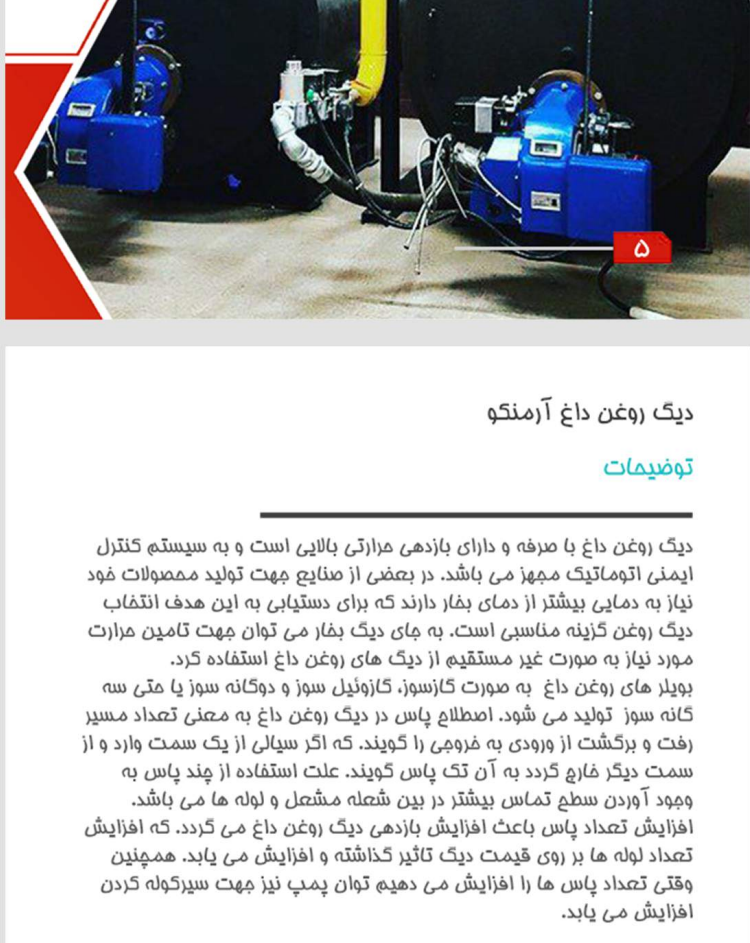 ۵
دیگ روغن داغ آرمنکو
توضیحات
دیگ روغن داغ با صرفه و دارای بازدهی حرارتی بالایی است و به سیستم کنترل
ایمنی اتوماتیک مجهز می باشد. در بعضی از صنایع جهت تولید محصولات خود
نیاز به دمایی بیشتر از دمای بخار دارند که برای دستیابی به این هدف انتخاب
دیگ روغن گزینه مناسبی است. به جای دیگ بخار می توان جهت تامین حرارت
مورد نیاز به صورت غیر مستقیم از دیگ های روغن داغ استفاده کرد.
بویلر های روغن داغ به صورت گازسوز، گازوئیل سوز و دوگانه سوز یا حتی سه
گانه سوز تولید می شود. اصطلاح پاس در دیگ روغن داغ به معنی تعداد مسیر
رفت و برگشت از ورودی به خروجی را گویند. که اگر سیالی از یک سمت وارد و از
سمت دیگر خارج گردد به آن تک پاس گویند. علت استفاده از چند پاس به
وجود آوردن سطح تماس بیشتر در بین شعله مشعل و لوله ها می باشد.
افزایش تعداد پاس باعث افزایش بازدهی دیگ روغن داغ می گردد. که افزایش
تعداد لوله ها بر روی قیمت دیگ تاثیر گذاشته و افزایش می یابد. همچنین
وقتی تعداد پاس ها را افزایش می دهیم توان پمپ نیز جهت سیرکوله کردن
افزایش می یابد.